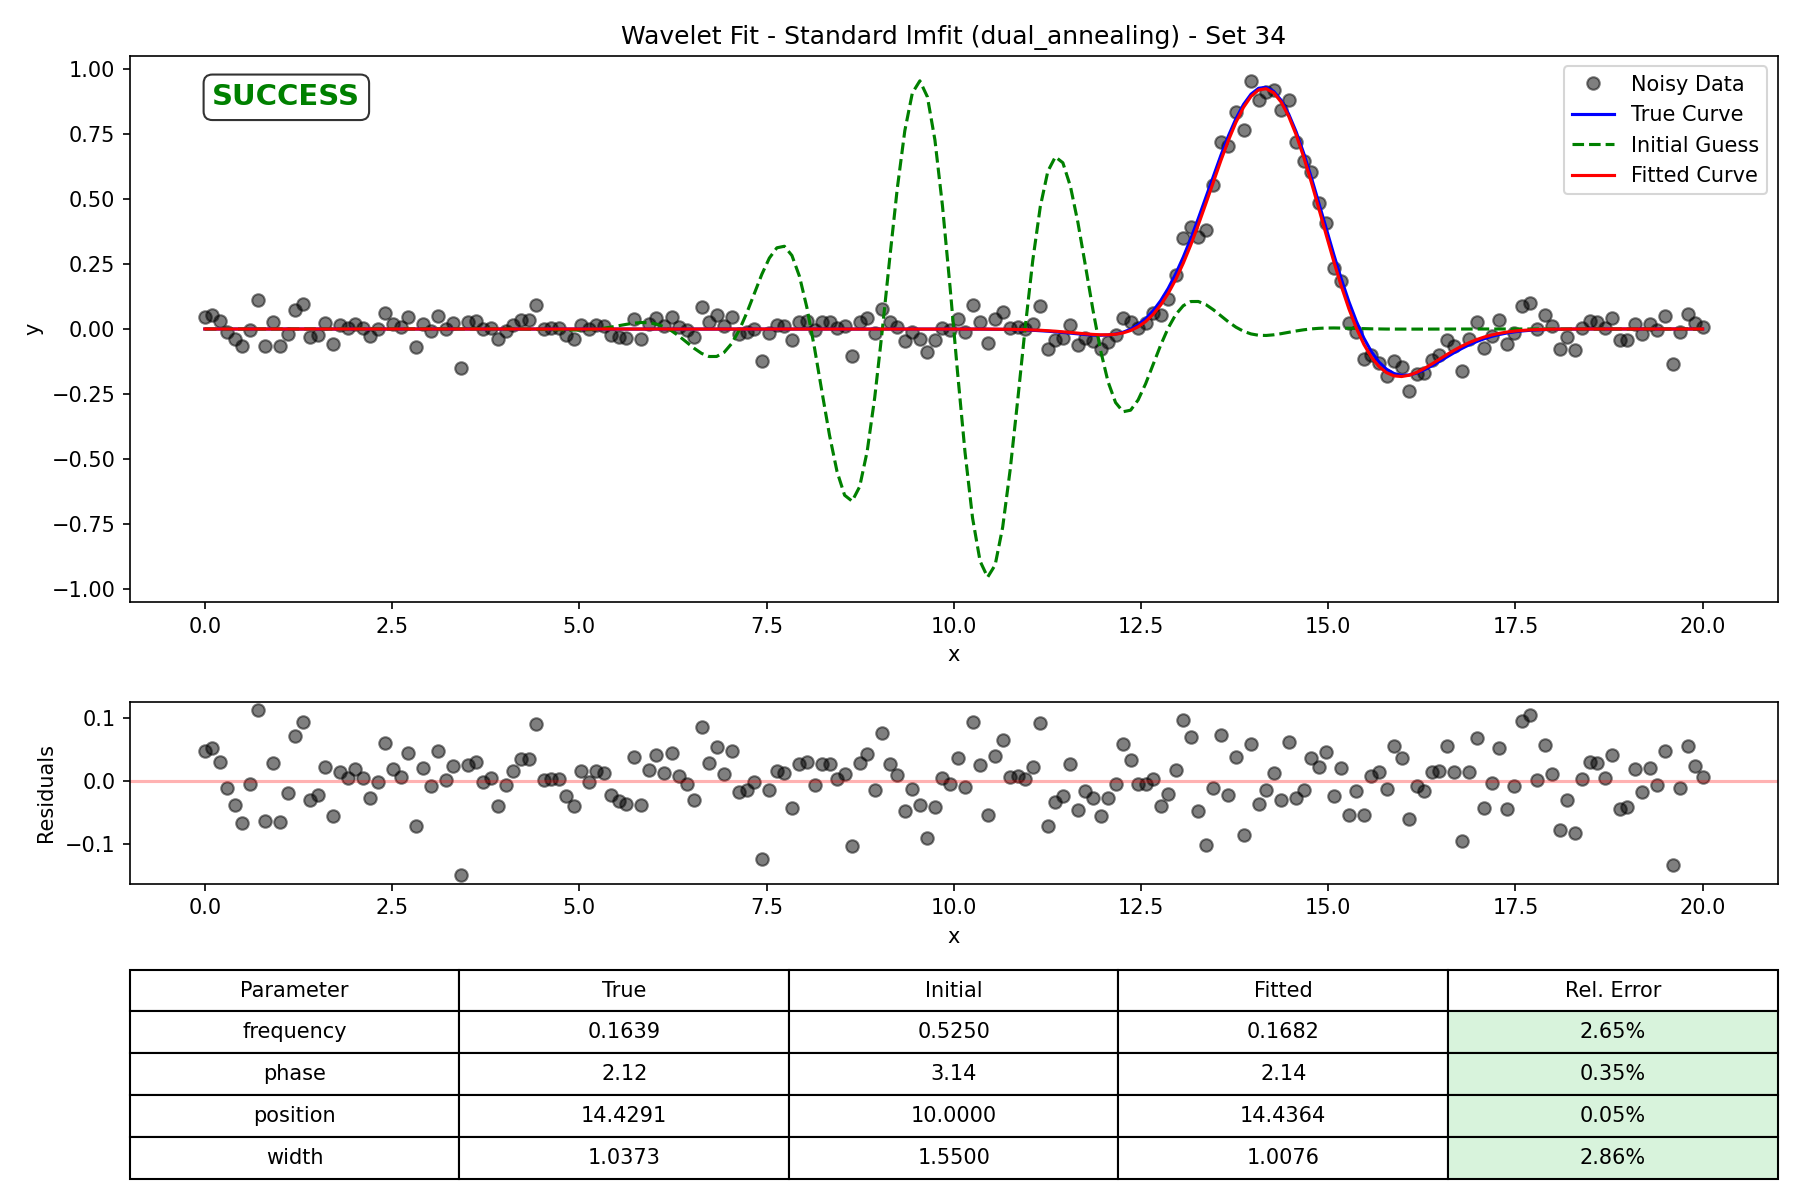 Wavelet Fit - Standard lmfit (dual_annealing) - Set 34
SUCCESS
Noisy Data
True Curve
Initial Guess
Fitted Curve
y
1.00
0.75
0.50
0.25
0.00
−0.25
−0.50
−0.75
−1.00
0.0 2.5 5.0 7.5 10.0 12.5 15.0 17.5 20.0
x
Residuals
0.1
0.0
−0.1
0.0 2.5 5.0 7.5 10.0 12.5 15.0 17.5 20.0
x
Parameter True Initial Fitted Rel. Error
frequency 0.1639 0.5250 0.1682 2.65%
phase 2.12 3.14 2.14 0.35%
position 14.4291 10.0000 14.4364 0.05%
width 1.0373 1.5500 1.0076 2.86%